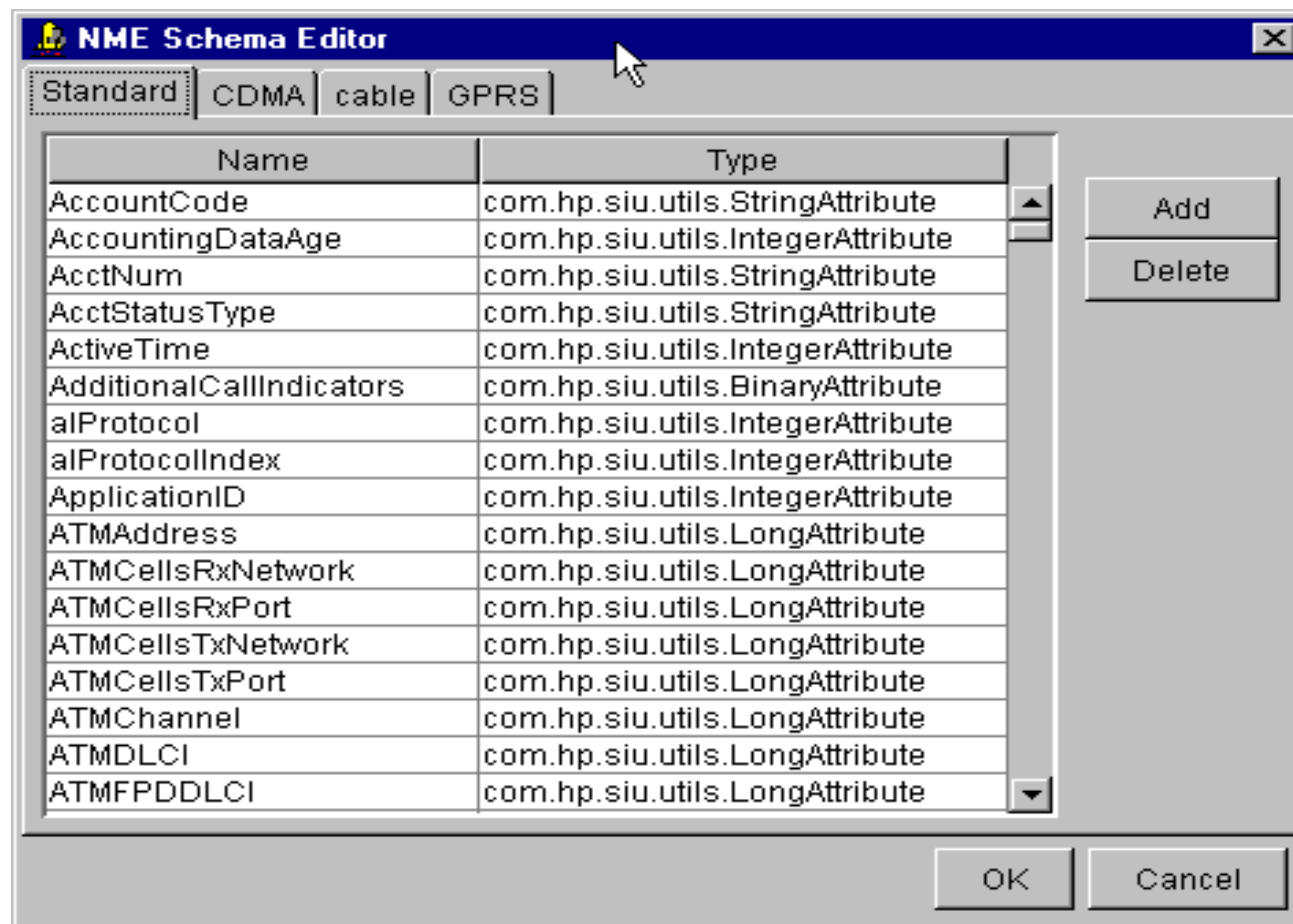 NME Schema Editor
Standard CDMA cable GPRS
Name Type
AccountCode com.hp.siu.utils.StringAttribute
AccountingDataAge com.hp.siu.utils.IntegerAttribute
AcctNum com.hp.siu.utils.StringAttribute
AcctStatusType com.hp.siu.utils.StringAttribute
ActiveTime com.hp.siu.utils.IntegerAttribute
AdditionalCallIndicators com.hp.siu.utils.BinaryAttribute
alProtocol com.hp.siu.utils.IntegerAttribute
alProtocolIndex com.hp.siu.utils.IntegerAttribute
ApplicationID com.hp.siu.utils.IntegerAttribute
ATMAddress com.hp.siu.utils.LongAttribute
ATMCellsRxNetwork com.hp.siu.utils.LongAttribute
ATMCellsRxPort com.hp.siu.utils.LongAttribute
ATMCellsTxNetwork com.hp.siu.utils.LongAttribute
ATMCellsTxPort com.hp.siu.utils.LongAttribute
ATMChannel com.hp.siu.utils.LongAttribute
ATMDLCI com.hp.siu.utils.LongAttribute
ATMFPDDLCI com.hp.siu.utils.LongAttribute
Add
Delete
OK Cancel